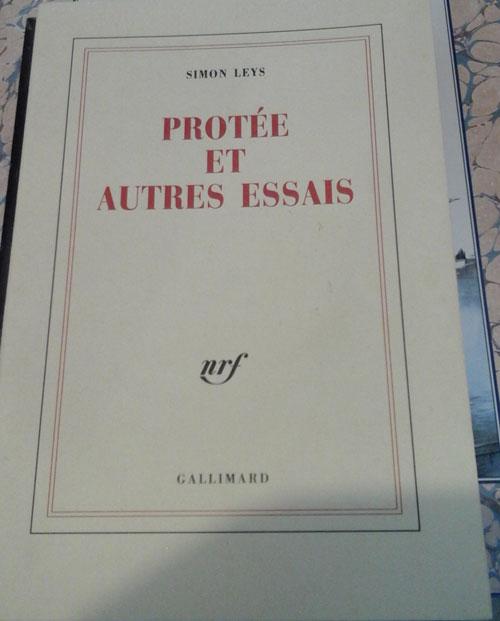 SIMON LEYS
PROTÉE
ET
AUTRES ESSAIS
nrf
GALLIMARD